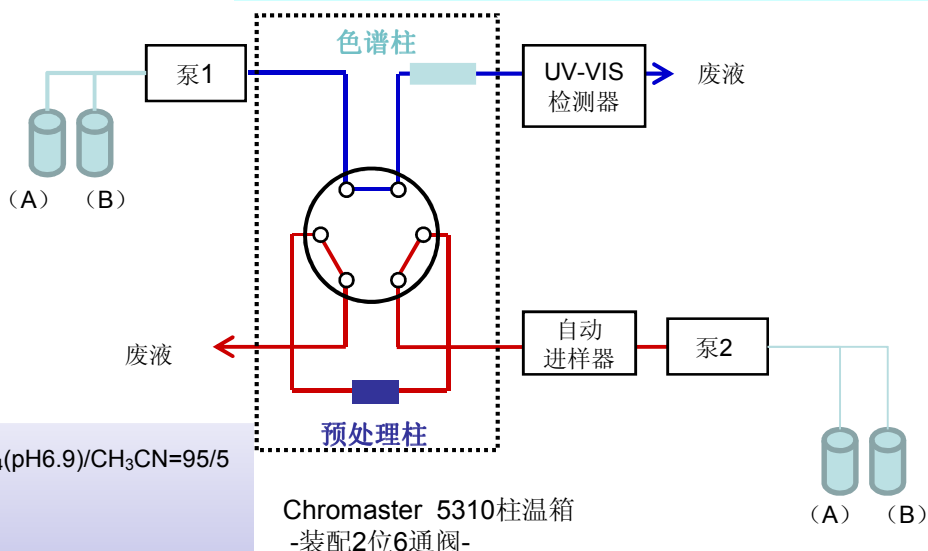 色谱柱
泵1
UV-VIS
检测器
废液
(A) (B)
自动
进样器
泵2
废液
预处理柱
₄(pH6.9)/CH₃CN=95/5
(A) (B)
Chromaster 5310柱温箱
-装配2位6通阀-